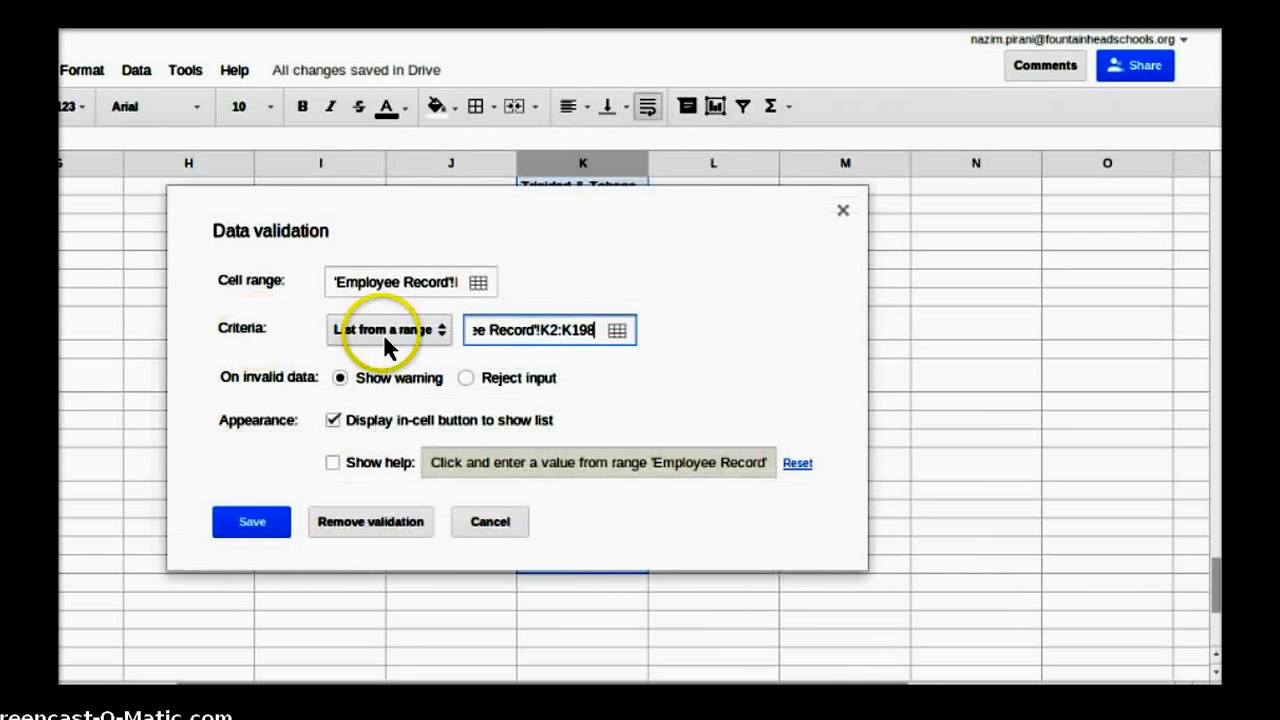 nazim.pirani@fountainheadschools.org
Comments Share
Format Data Tools Help All changes saved in Drive
123 Arial 10 B I S A Σ
H I J K L M N O
Trinidad & Tobago
Data validation
Cell range: 'Employee Record'!
Criteria: List from a range ee Record'!K2:K198
On invalid data: Show warning Reject input
Appearance: Display in-cell button to show list
Show help: Click and enter a value from range 'Employee Record' Reset
Save Remove validation Cancel
reencast-O-Matic.com